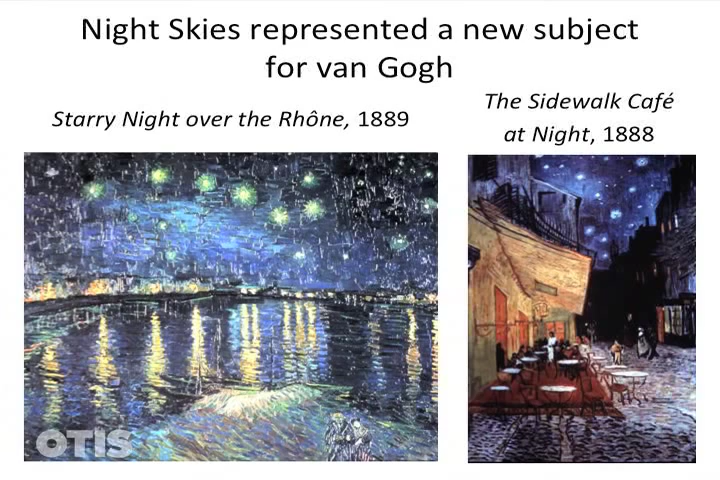 Night Skies represented a new subject
for van Gogh
Starry Night over the Rhône, 1889
The Sidewalk Café
at Night, 1888
OTIS